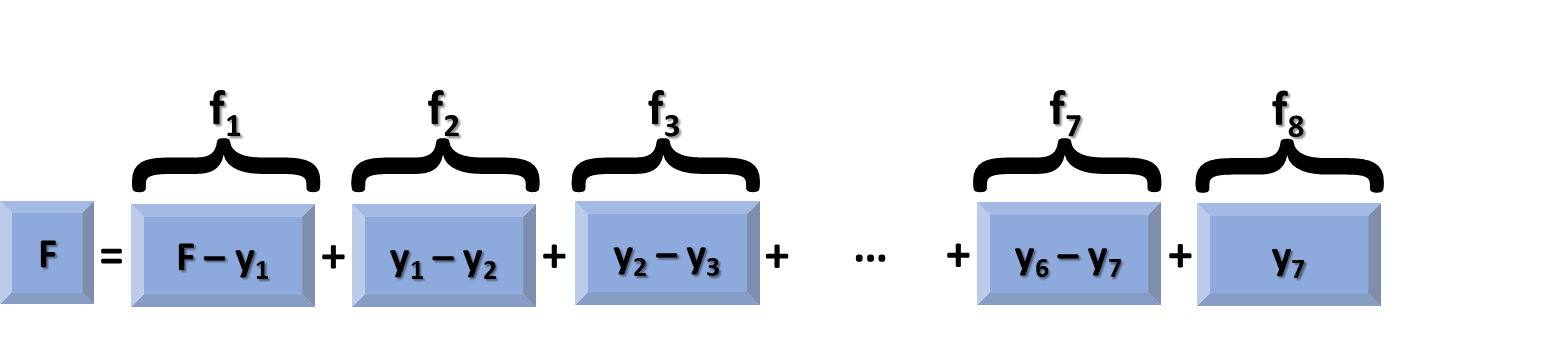 f₁ f₂ f₃ f₇ f₈
F = F – y₁ + y₁ – y₂ + y₂ – y₃ + ... + y₆ – y₇ + y₇